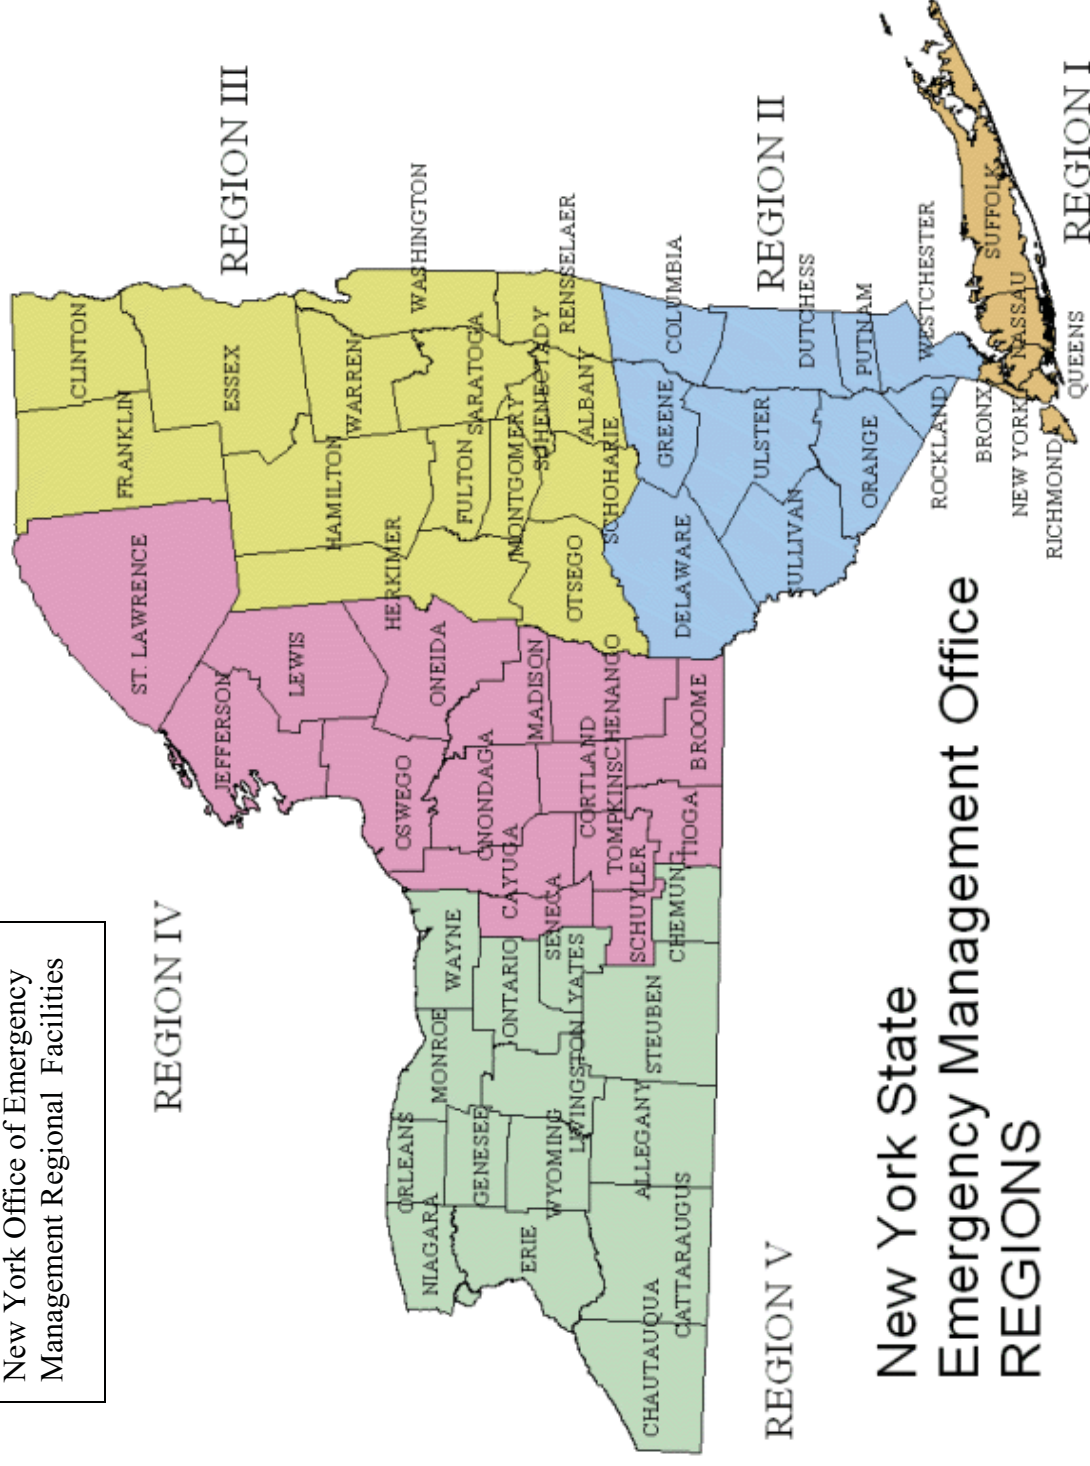 New York Office of Emergency
Management Regional Facilities
REGION IV
REGION III
REGION II
REGION I
REGION V
CLINTON
FRANKLIN
ESSEX
ST. LAWRENCE
JEFFERSON
LEWIS
HAMILTON
WARREN
WASHINGTON
HERKIMER
FULTON
SARATOGA
MONTGOMERY
SCHENECTADY
RENSSELAER
ALBANY
SCHOHARIE
OTSEGO
ONEIDA
OSWEGO
MADISON
ONONDAGA
CAYUGA
CORTLAND
CHENANGO
TOMPKINS
BROOME
TIOGA
SENECA
SCHUYLER
CHEMUNG
WAYNE
ONTARIO
YATES
MONROE
LIVINGSTON
STEUBEN
ORLEANS
GENESEE
WYOMING
ALLEGANY
NIAGARA
ERIE
CATTARAUGUS
CHAUTAUQUA
COLUMBIA
GREENE
DELAWARE
ULSTER
DUTCHESS
SULLIVAN
ORANGE
PUTNAM
WESTCHESTER
ROCKLAND
BRONX
NEW YORK
RICHMOND
QUEENS
NASSAU
SUFFOLK
New York State
Emergency Management Office
REGIONS